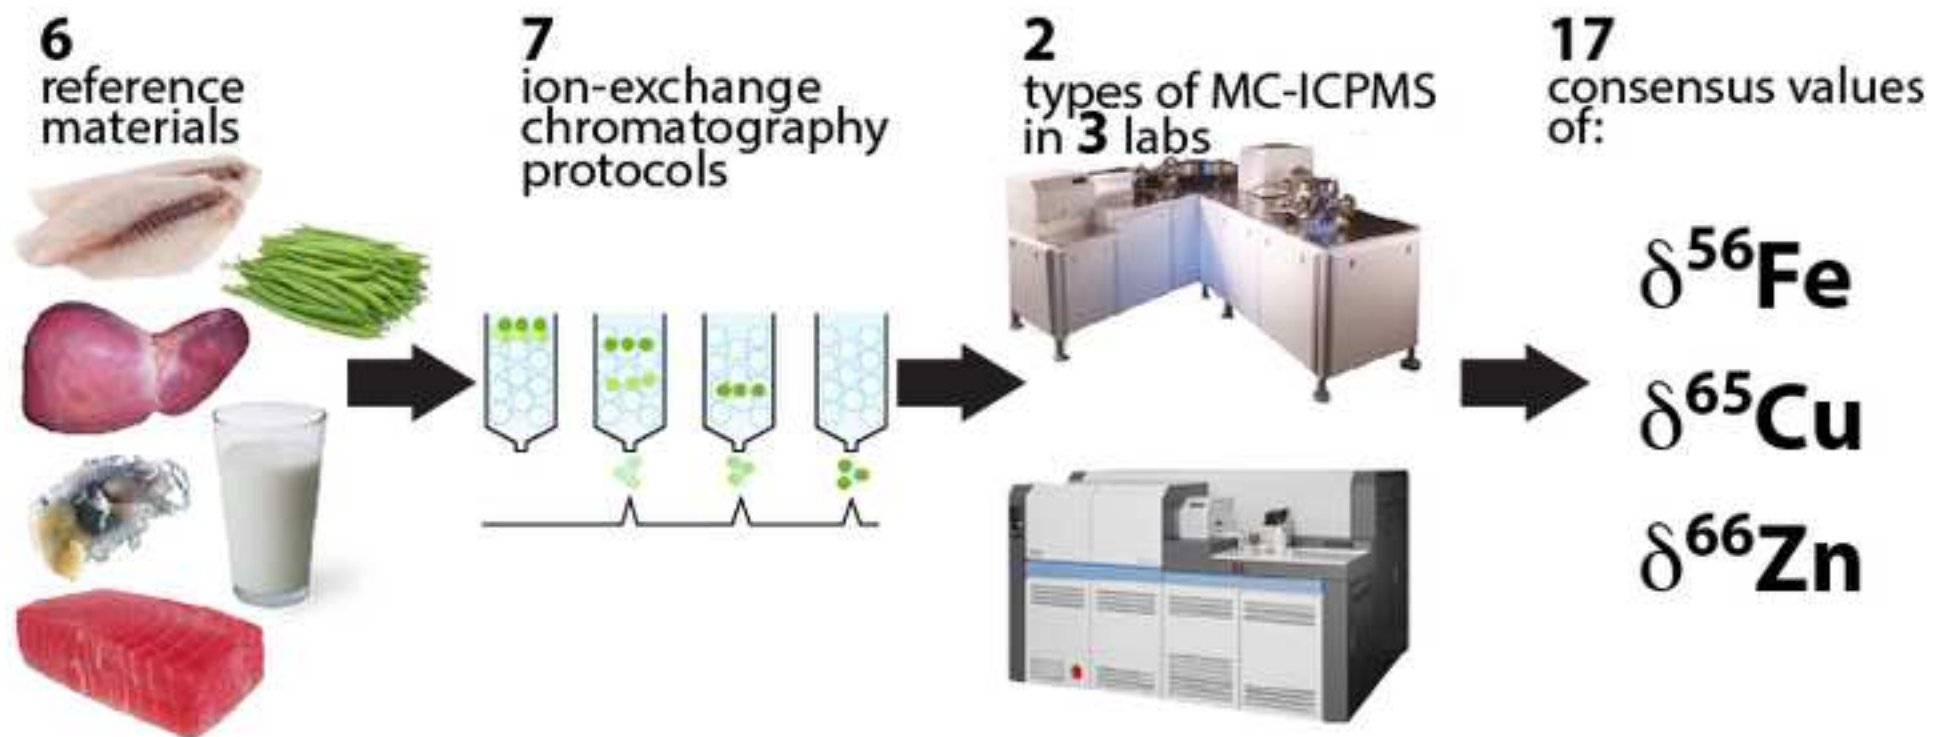 6
reference
materials
7
ion-exchange
chromatography
protocols
2
types of MC-ICPMS
in 3 labs
17
consensus values
of:
δ⁵⁶Fe
δ⁶⁵Cu
δ⁶⁶Zn